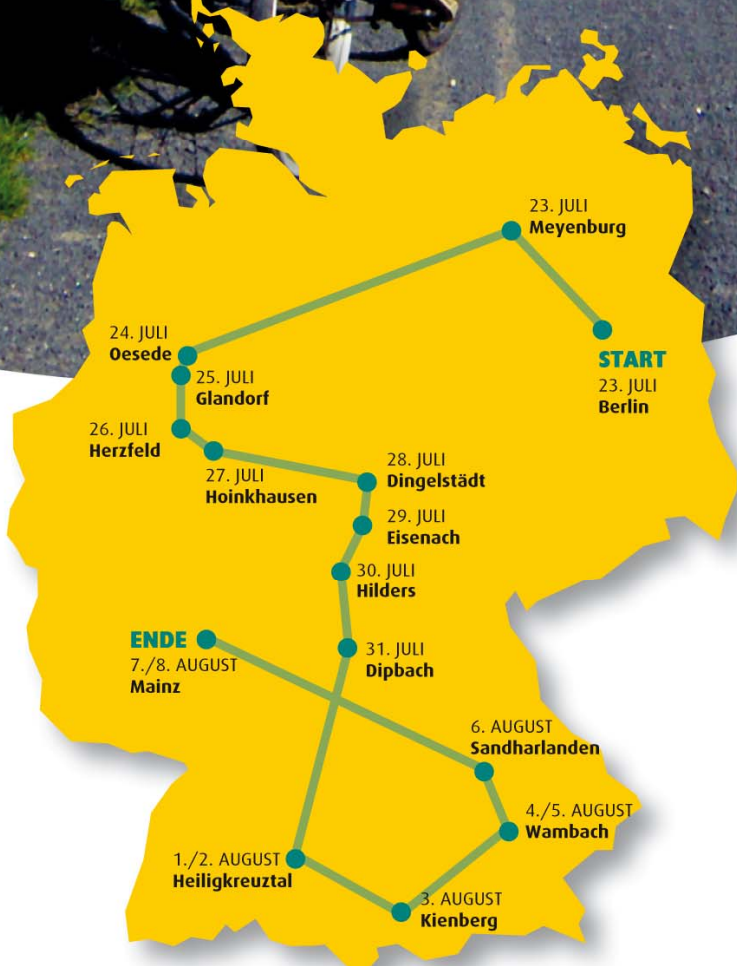 23. JULI
Meyenburg
START
23. JULI
Berlin
24. JULI
Oesede
25. JULI
Glandorf
26. JULI
Herzfeld
27. JULI
Hoinkhausen
28. JULI
Dingelstädt
29. JULI
Eisenach
30. JULI
Hilders
31. JULI
Dipbach
ENDE
7./8. AUGUST
Mainz
6. AUGUST
Sandharlanden
4./5. AUGUST
Wambach
1./2. AUGUST
Heiligkreuztal
3. AUGUST
Kienberg